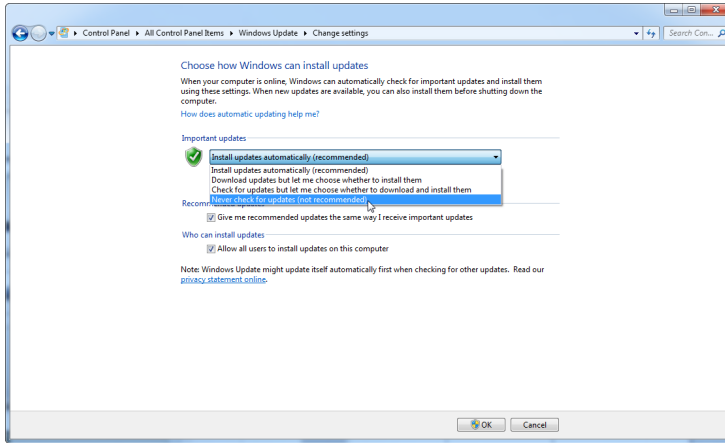 Control Panel ▸ All Control Panel Items ▸ Windows Update ▸ Change settings
Search Con...
Choose how Windows can install updates
When your computer is online, Windows can automatically check for important updates and install them
using these settings. When new updates are available, you can also install them before shutting down the
computer.
How does automatic updating help me?
Important updates
Install updates automatically (recommended)
Install updates automatically (recommended)
Download updates but let me choose whether to install them
Check for updates but let me choose whether to download and install them
Never check for updates (not recommended)
Give me recommended updates the same way I receive important updates
Who can install updates
Allow all users to install updates on this computer
Note: Windows Update might update itself automatically first when checking for other updates. Read our
privacy statement online.
OK
Cancel